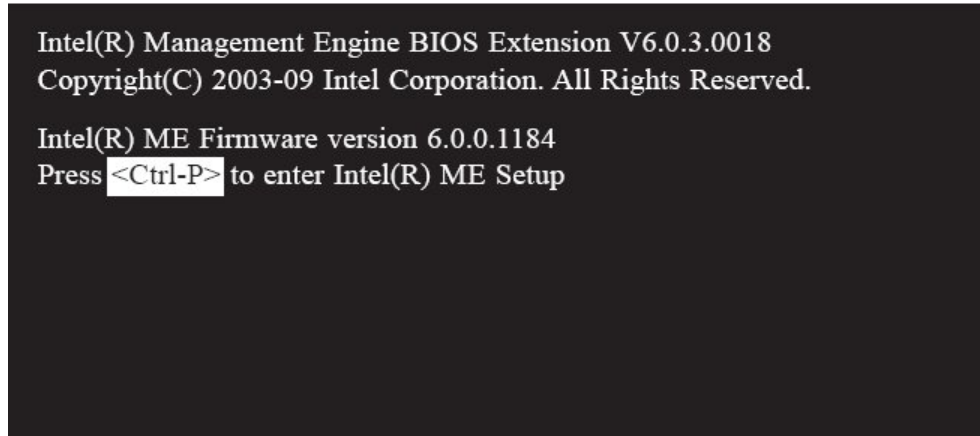 Intel(R) Management Engine BIOS Extension V6.0.3.0018
Copyright(C) 2003-09 Intel Corporation. All Rights Reserved.
Intel(R) ME Firmware version 6.0.0.1184
Press <Ctrl-P> to enter Intel(R) ME Setup